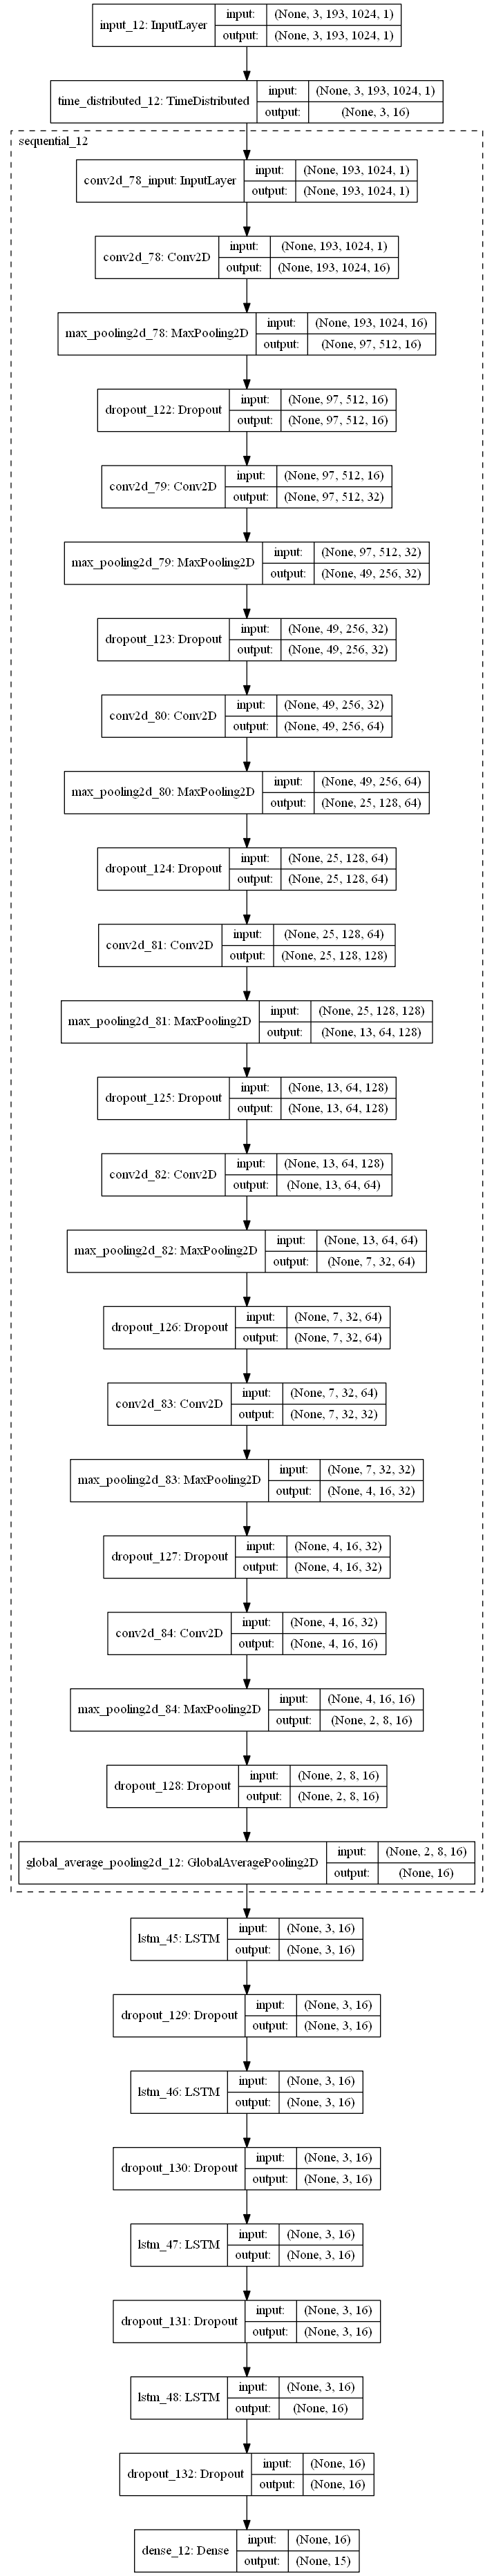 input_12: InputLayer
input: (None, 3, 193, 1024, 1)
output: (None, 3, 193, 1024, 1)
time_distributed_12: TimeDistributed
input: (None, 3, 193, 1024, 1)
output: (None, 3, 16)
sequential_12
conv2d_78_input: InputLayer
input: (None, 193, 1024, 1)
output: (None, 193, 1024, 1)
conv2d_78: Conv2D
input: (None, 193, 1024, 1)
output: (None, 193, 1024, 16)
max_pooling2d_78: MaxPooling2D
input: (None, 193, 1024, 16)
output: (None, 97, 512, 16)
dropout_122: Dropout
input: (None, 97, 512, 16)
output: (None, 97, 512, 16)
conv2d_79: Conv2D
input: (None, 97, 512, 16)
output: (None, 97, 512, 32)
max_pooling2d_79: MaxPooling2D
input: (None, 97, 512, 32)
output: (None, 49, 256, 32)
dropout_123: Dropout
input: (None, 49, 256, 32)
output: (None, 49, 256, 32)
conv2d_80: Conv2D
input: (None, 49, 256, 32)
output: (None, 49, 256, 64)
max_pooling2d_80: MaxPooling2D
input: (None, 49, 256, 64)
output: (None, 25, 128, 64)
dropout_124: Dropout
input: (None, 25, 128, 64)
output: (None, 25, 128, 64)
conv2d_81: Conv2D
input: (None, 25, 128, 64)
output: (None, 25, 128, 128)
max_pooling2d_81: MaxPooling2D
input: (None, 25, 128, 128)
output: (None, 13, 64, 128)
dropout_125: Dropout
input: (None, 13, 64, 128)
output: (None, 13, 64, 128)
conv2d_82: Conv2D
input: (None, 13, 64, 128)
output: (None, 13, 64, 64)
max_pooling2d_82: MaxPooling2D
input: (None, 13, 64, 64)
output: (None, 7, 32, 64)
dropout_126: Dropout
input: (None, 7, 32, 64)
output: (None, 7, 32, 64)
conv2d_83: Conv2D
input: (None, 7, 32, 64)
output: (None, 7, 32, 32)
max_pooling2d_83: MaxPooling2D
input: (None, 7, 32, 32)
output: (None, 4, 16, 32)
dropout_127: Dropout
input: (None, 4, 16, 32)
output: (None, 4, 16, 32)
conv2d_84: Conv2D
input: (None, 4, 16, 32)
output: (None, 4, 16, 16)
max_pooling2d_84: MaxPooling2D
input: (None, 4, 16, 16)
output: (None, 2, 8, 16)
dropout_128: Dropout
input: (None, 2, 8, 16)
output: (None, 2, 8, 16)
global_average_pooling2d_12: GlobalAveragePooling2D
input: (None, 2, 8, 16)
output: (None, 16)
lstm_45: LSTM
input: (None, 3, 16)
output: (None, 3, 16)
dropout_129: Dropout
input: (None, 3, 16)
output: (None, 3, 16)
lstm_46: LSTM
input: (None, 3, 16)
output: (None, 3, 16)
dropout_130: Dropout
input: (None, 3, 16)
output: (None, 3, 16)
lstm_47: LSTM
input: (None, 3, 16)
output: (None, 3, 16)
dropout_131: Dropout
input: (None, 3, 16)
output: (None, 3, 16)
lstm_48: LSTM
input: (None, 3, 16)
output: (None, 16)
dropout_132: Dropout
input: (None, 16)
output: (None, 16)
dense_12: Dense
input: (None, 16)
output: (None, 15)